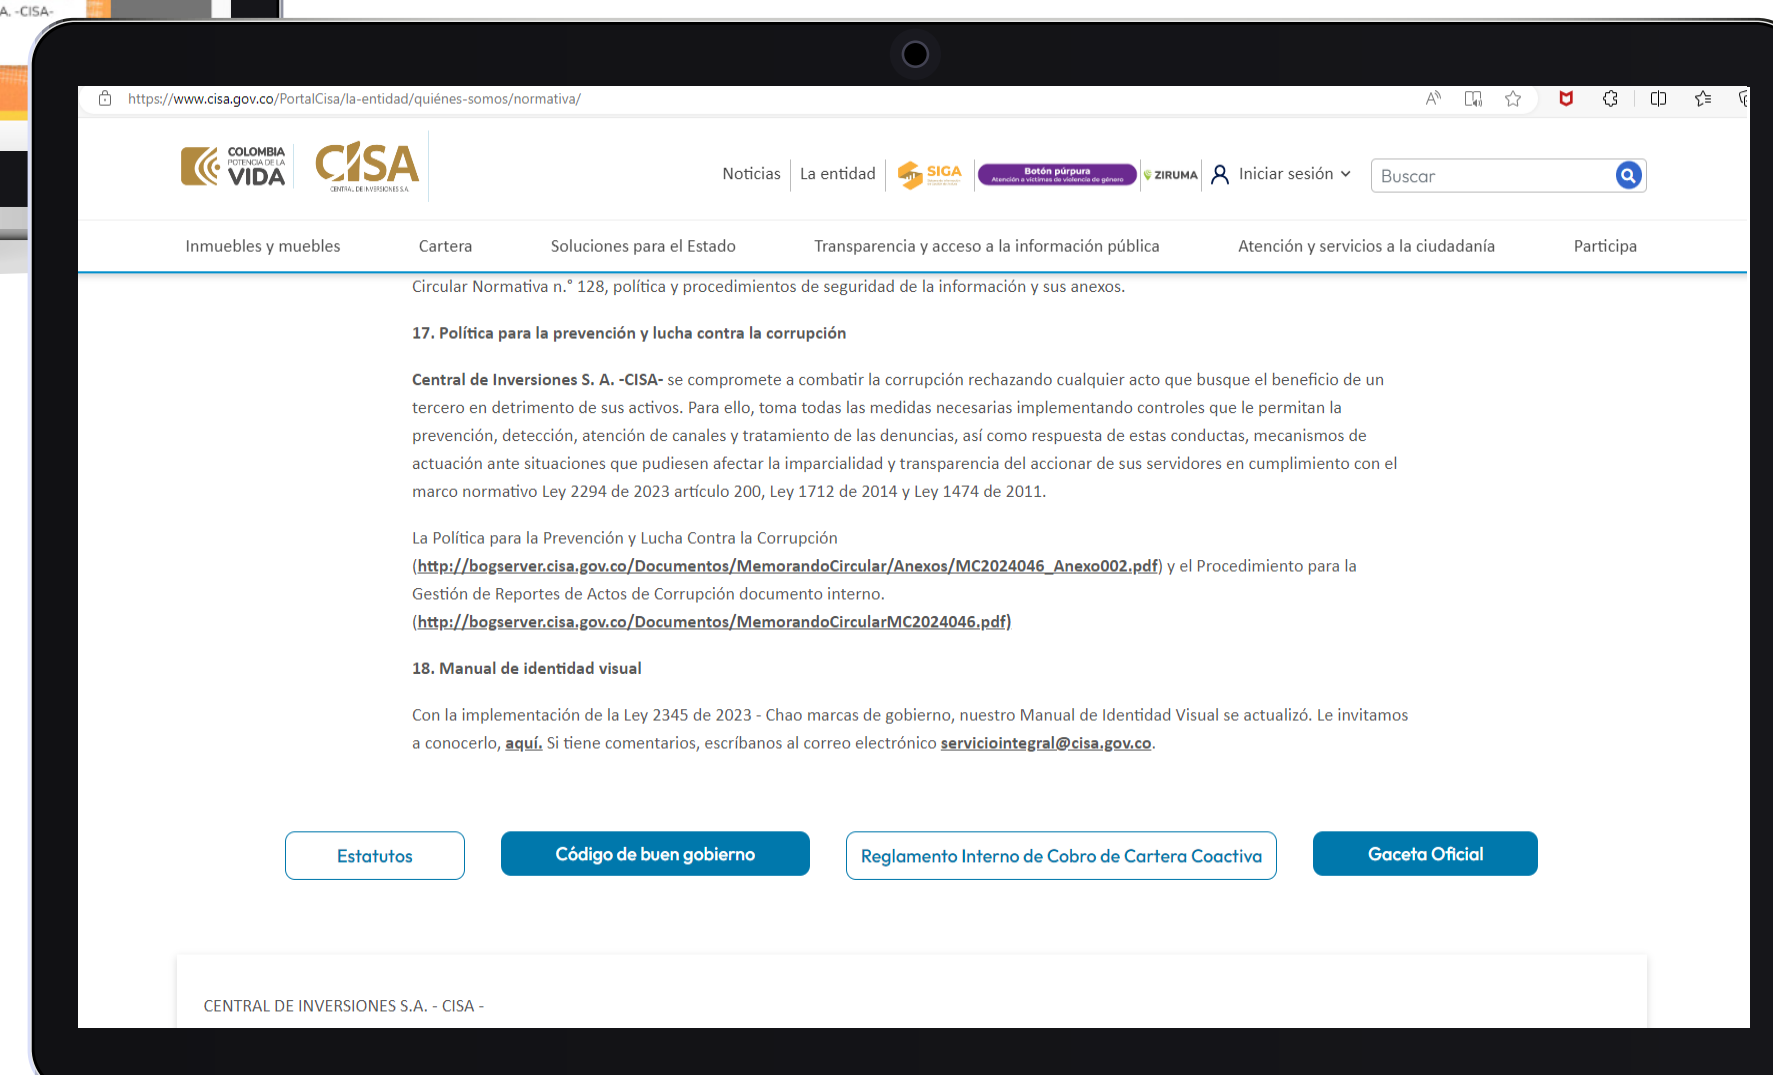 A. -CISA-
https://www.cisa.gov.co/PortalCisa/la-entidad/quiénes-somos/normativa/
COLOMBIA
POTENCIA DE LA
VIDA
CISA
CENTRAL DE INVERSIONES S.A.
Noticias
La entidad
SIGA
Botón púrpura
Atención a víctimas de violencia de género
ZIRUMA
Iniciar sesión
Buscar
Inmuebles y muebles
Cartera
Soluciones para el Estado
Transparencia y acceso a la información pública
Atención y servicios a la ciudadanía
Participa
Circular Normativa n.° 128, política y procedimientos de seguridad de la información y sus anexos.
17. Política para la prevención y lucha contra la corrupción
Central de Inversiones S. A. -CISA- se compromete a combatir la corrupción rechazando cualquier acto que busque el beneficio de un
tercero en detrimento de sus activos. Para ello, toma todas las medidas necesarias implementando controles que le permitan la
prevención, detección, atención de canales y tratamiento de las denuncias, así como respuesta de estas conductas, mecanismos de
actuación ante situaciones que pudiesen afectar la imparcialidad y transparencia del accionar de sus servidores en cumplimiento con el
marco normativo Ley 2294 de 2023 artículo 200, Ley 1712 de 2014 y Ley 1474 de 2011.
La Política para la Prevención y Lucha Contra la Corrupción
(http://bogserver.cisa.gov.co/Documentos/MemorandoCircular/Anexos/MC2024046_Anexo002.pdf) y el Procedimiento para la
Gestión de Reportes de Actos de Corrupción documento interno.
(http://bogserver.cisa.gov.co/Documentos/MemorandoCircularMC2024046.pdf)
18. Manual de identidad visual
Con la implementación de la Ley 2345 de 2023 - Chao marcas de gobierno, nuestro Manual de Identidad Visual se actualizó. Le invitamos
a conocerlo, aquí. Si tiene comentarios, escríbanos al correo electrónico serviciointegral@cisa.gov.co.
Estatutos
Código de buen gobierno
Reglamento Interno de Cobro de Cartera Coactiva
Gaceta Oficial
CENTRAL DE INVERSIONES S.A. - CISA -